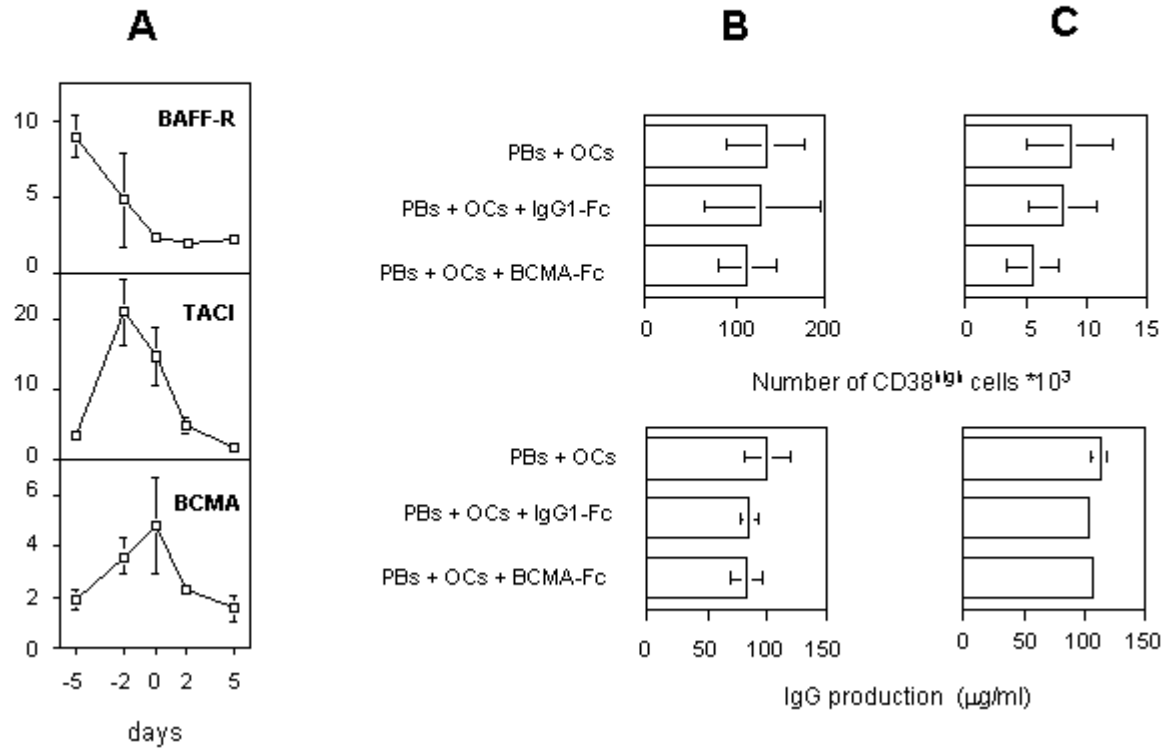 A
B
C
BAFF-R
10
5
0
TACI
20
10
0
BCMA
6
4
2
0
-5 -2 0 2 5
days
PBs + OCs
PBs + OCs + IgG1-Fc
PBs + OCs + BCMA-Fc
0 100 200
0 5 10 15
Number of CD38ʰⁱᵍʰ cells *10³
PBs + OCs
PBs + OCs + IgG1-Fc
PBs + OCs + BCMA-Fc
0 50 100 150
0 50 100 150
IgG production (µg/ml)